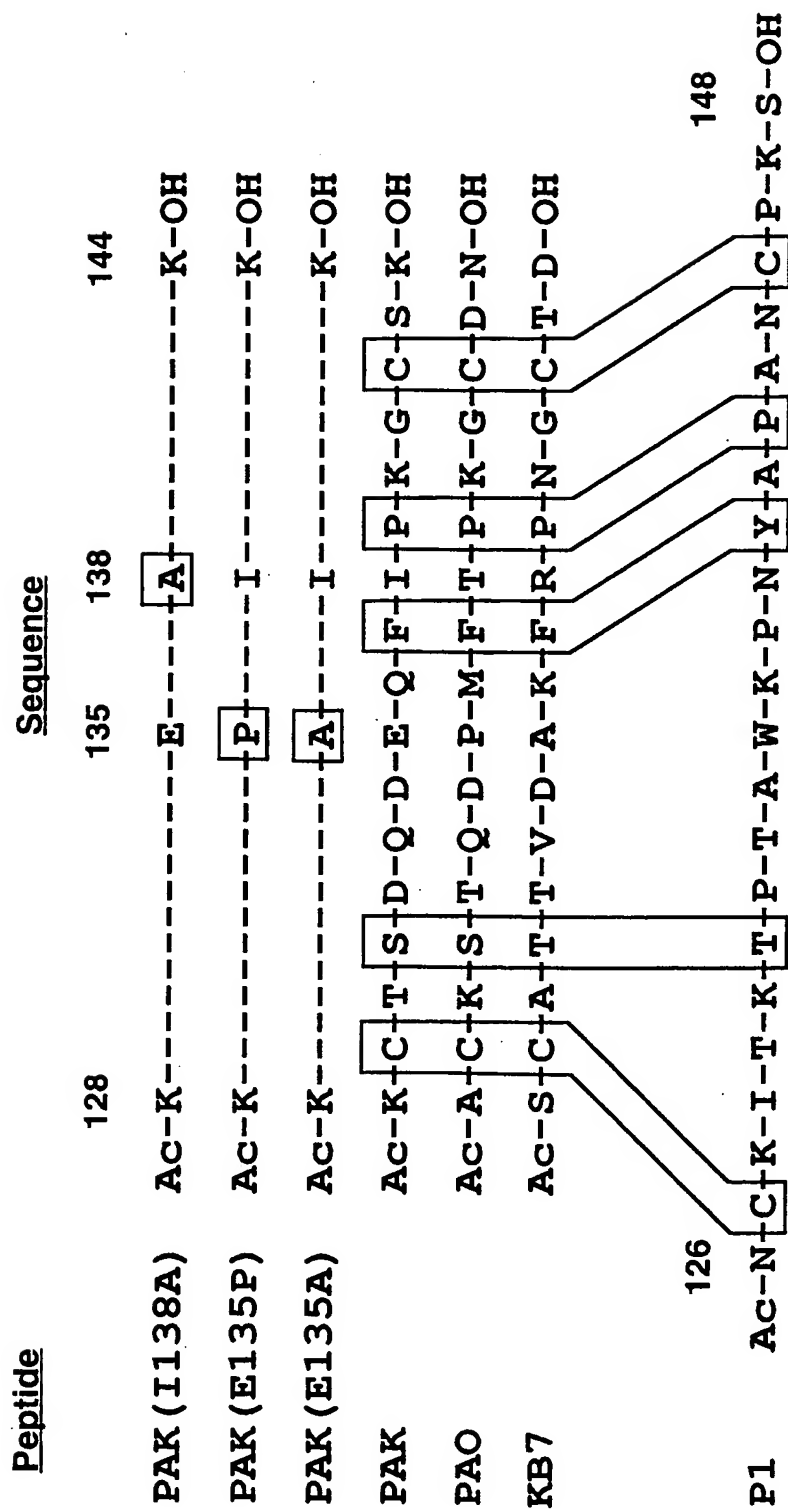 Peptide
Sequence
128 135 138 144
PAK (I138A) Ac-K-----------E-----A---------K-OH
PAK (E135P) Ac-K-----------P-----I---------K-OH
PAK (E135A) Ac-K-----------A-----I---------K-OH
PAK Ac-K-C-T-S-D-Q-D-E-Q-F-I-P-K-G-C-S-K-OH
PAO Ac-A-C-K-S-T-Q-D-P-M-F-T-P-K-G-C-D-N-OH
KB7 Ac-S-C-A-T-T-V-D-A-K-F-R-P-N-G-C-T-D-OH
126 148
P1 Ac-N-C-K-I-T-K-T-P-T-A-W-K-P-N-Y-A-P-A-N-C-P-K-S-OH